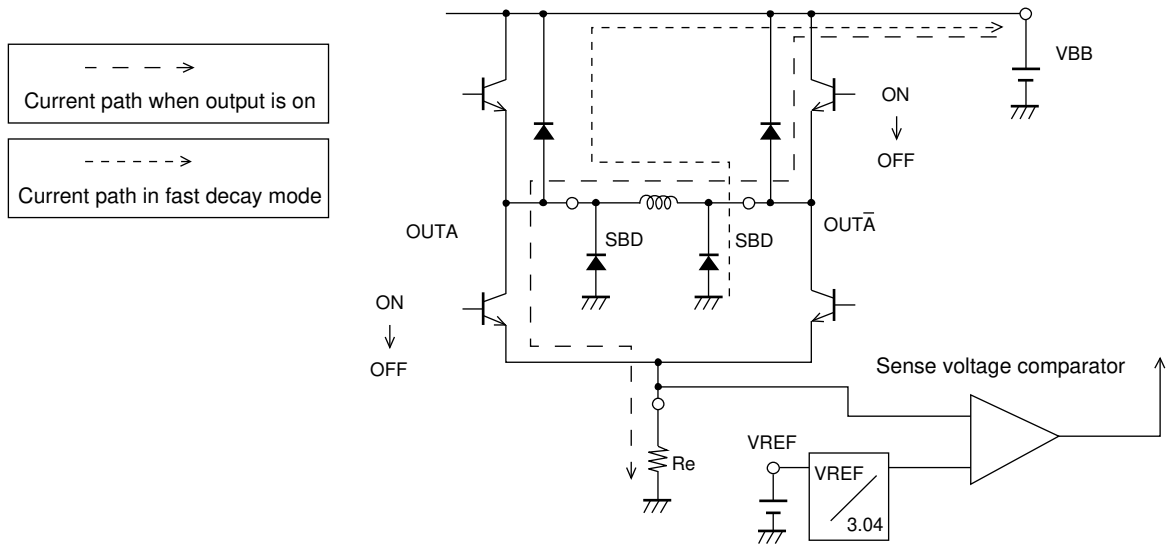 Current path when output is on
Current path in fast decay mode
VBB
ON
OFF
OUTA
SBD
SBD
OUTA̅
ON
OFF
Sense voltage comparator
VREF
Re
VREF
3.04